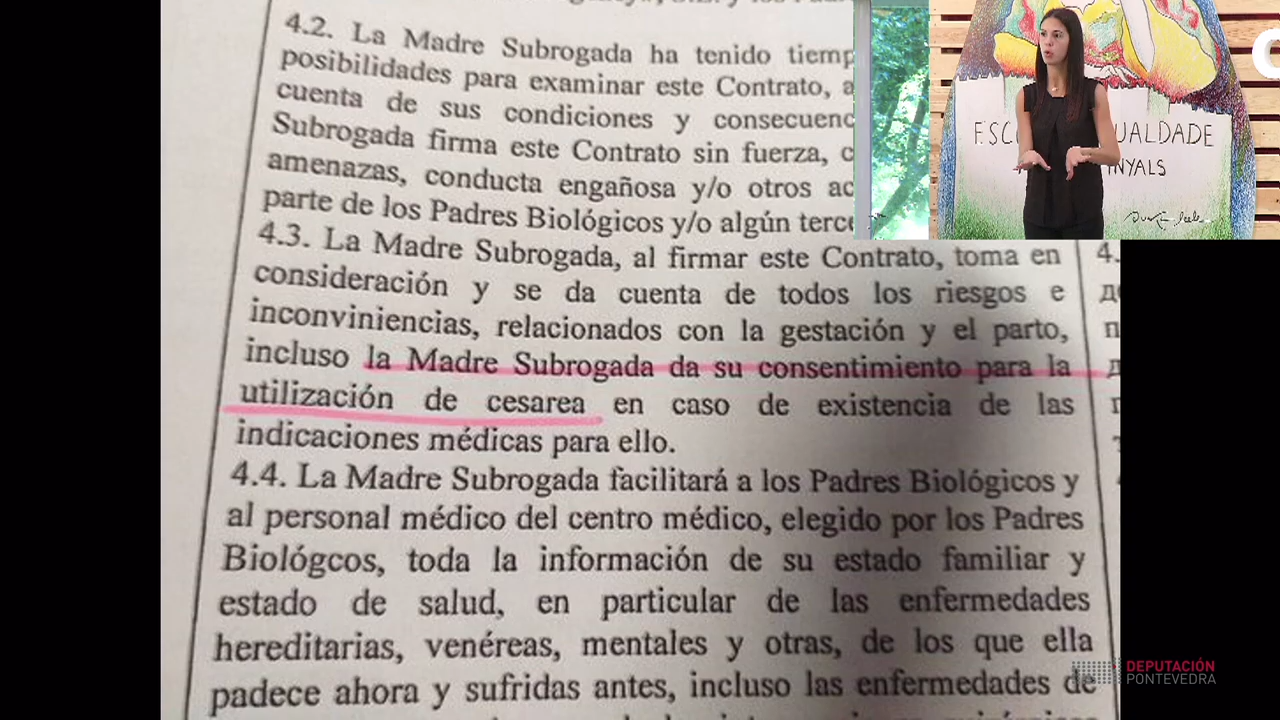 4.2. La Madre Subrogada ha tenido tiemp
posibilidades para examinar este Contrato, a
cuenta de sus condiciones y consecuenc
Subrogada firma este Contrato sin fuerza, c
amenazas, conducta engañosa y/o otros ac
parte de los Padres Biológicos y/o algún terce
4.3. La Madre Subrogada, al firmar este Contrato, toma en
consideración y se da cuenta de todos los riesgos e
inconviniencias, relacionados con la gestación y el parto,
incluso la Madre Subrogada da su consentimiento para la
utilización de cesarea en caso de existencia de las
indicaciones médicas para ello.
4.4. La Madre Subrogada facilitará a los Padres Biológicos y
al personal médico del centro médico, elegido por los Padres
Biológcos, toda la información de su estado familiar y
estado de salud, en particular de las enfermedades
hereditarias, venéreas, mentales y otras, de los que ella
padece ahora y sufridas antes, incluso las enfermedades de
4.
ESC UALDADE
NYALS
DEPUTACIÓN
PONTEVEDRA